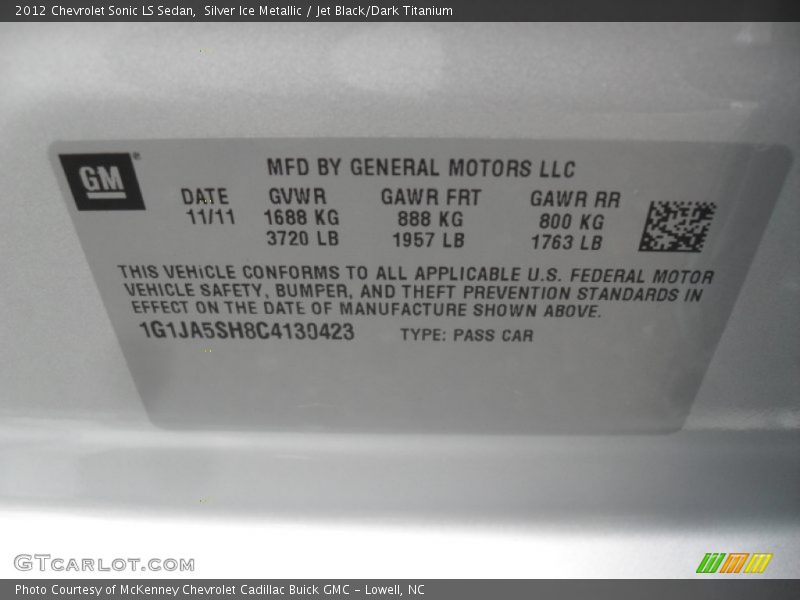 2012 Chevrolet Sonic LS Sedan, Silver Ice Metallic / Jet Black/Dark Titanium
GM®
MFD BY GENERAL MOTORS LLC
DATE GVWR GAWR FRT GAWR RR
11/11 1688 KG 888 KG 800 KG
3720 LB 1957 LB 1763 LB
THIS VEHICLE CONFORMS TO ALL APPLICABLE U.S. FEDERAL MOTOR
VEHICLE SAFETY, BUMPER, AND THEFT PREVENTION STANDARDS IN
EFFECT ON THE DATE OF MANUFACTURE SHOWN ABOVE.
1G1JA5SH8C4130423 TYPE: PASS CAR
GTcarlot.com
Photo Courtesy of McKenney Chevrolet Cadillac Buick GMC - Lowell, NC